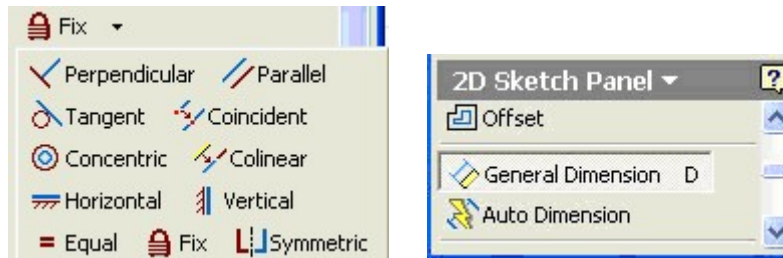 Fix
Perpendicular Parallel
Tangent Coincident
Concentric Colinear
Horizontal Vertical
= Equal Fix Symmetric
2D Sketch Panel
?
Offset
General Dimension D
Auto Dimension